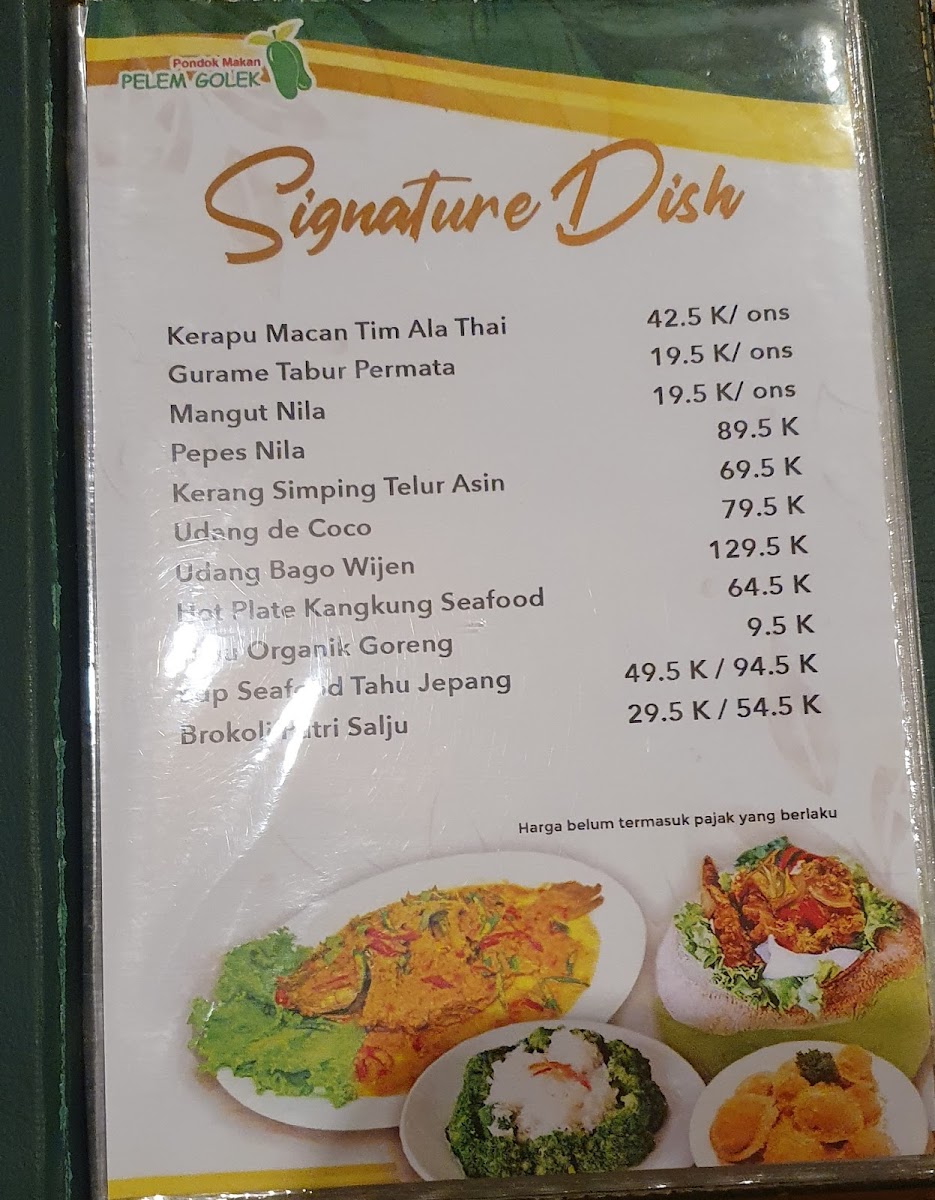 Pondok Makan
PELEM GOLEK
Signature Dish
Kerapu Macan Tim Ala Thai 42.5 K/ ons
Gurame Tabur Permata 19.5 K/ ons
Mangut Nila 19.5 K/ ons
Pepes Nila 89.5 K
Kerang Simping Telur Asin 69.5 K
Udang de Coco 79.5 K
Udang Bago Wijen 129.5 K
Hot Plate Kangkung Seafood 64.5 K
Organik Goreng 9.5 K
Sup Seafood Tahu Jepang 49.5 K / 94.5 K
Brokoli Putri Salju 29.5 K / 54.5 K
Harga belum termasuk pajak yang berlaku